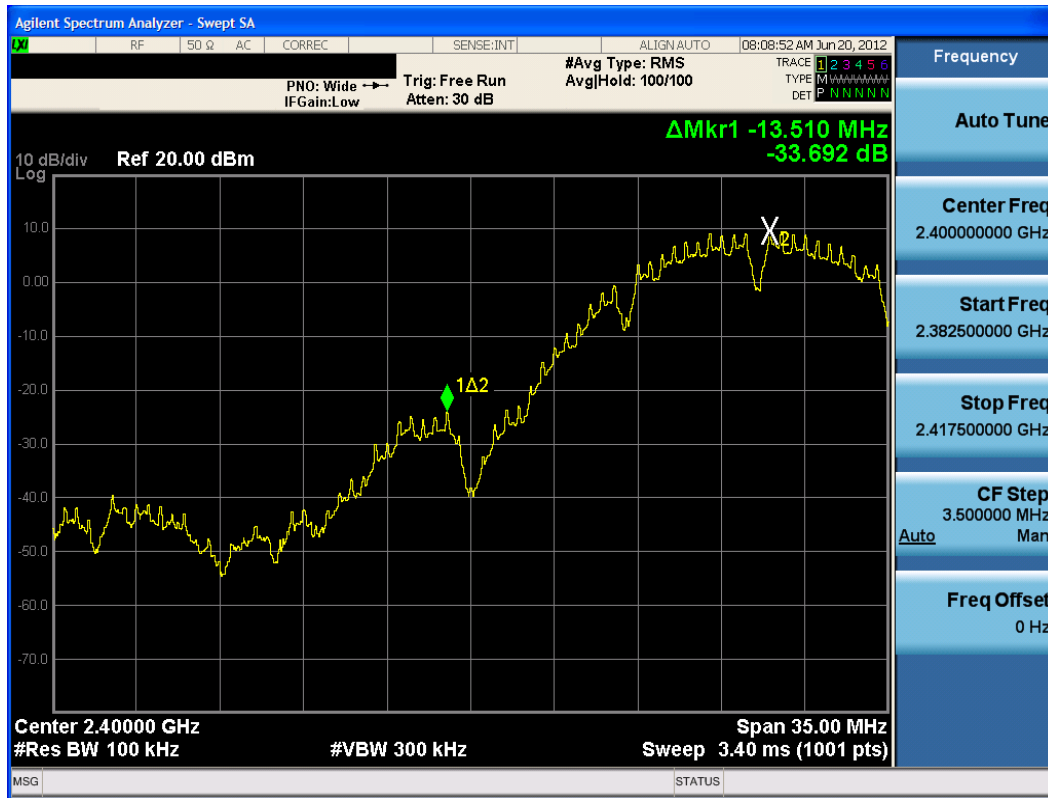 Agilent Spectrum Analyzer - Swept SA
LXI RF 50 Ω AC CORREC SENSE:INT ALIGN AUTO 08:08:52 AM Jun 20, 2012
PNO: Wide
IFGain:Low
Trig: Free Run
Atten: 30 dB
#Avg Type: RMS
Avg|Hold: 100/100
TRACE 1 2 3 4 5 6
TYPE M
DET P N N N N N
ΔMkr1 -13.510 MHz
-33.692 dB
10 dB/div Ref 20.00 dBm
Log
10.0
0.00
-10.0
-20.0
-30.0
-40.0
-50.0
-60.0
-70.0
X2
1Δ2
Center 2.40000 GHz Span 35.00 MHz
#Res BW 100 kHz #VBW 300 kHz Sweep 3.40 ms (1001 pts)
MSG STATUS
Frequency
Auto Tune
Center Freq
2.400000000 GHz
Start Freq
2.382500000 GHz
Stop Freq
2.417500000 GHz
CF Step
3.500000 MHz
Auto Man
Freq Offset
0 Hz